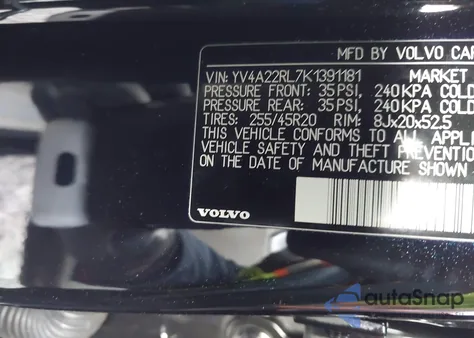 MFD BY VOLVO CAR
VIN: YV4A22RL7K1391181 MARKET
PRESSURE FRONT: 35 PSI, 240 KPA COLD
PRESSURE REAR: 35 PSI, 240 KPA COLD
TIRES: 255/45R20 RIM: 8Jx20x52.5
THIS VEHICLE CONFORMS TO ALL APPLI
VEHICLE SAFETY AND THEFT PREVENTION
ON THE DATE OF MANUFACTURE SHOWN
VOLVO
autoSnap